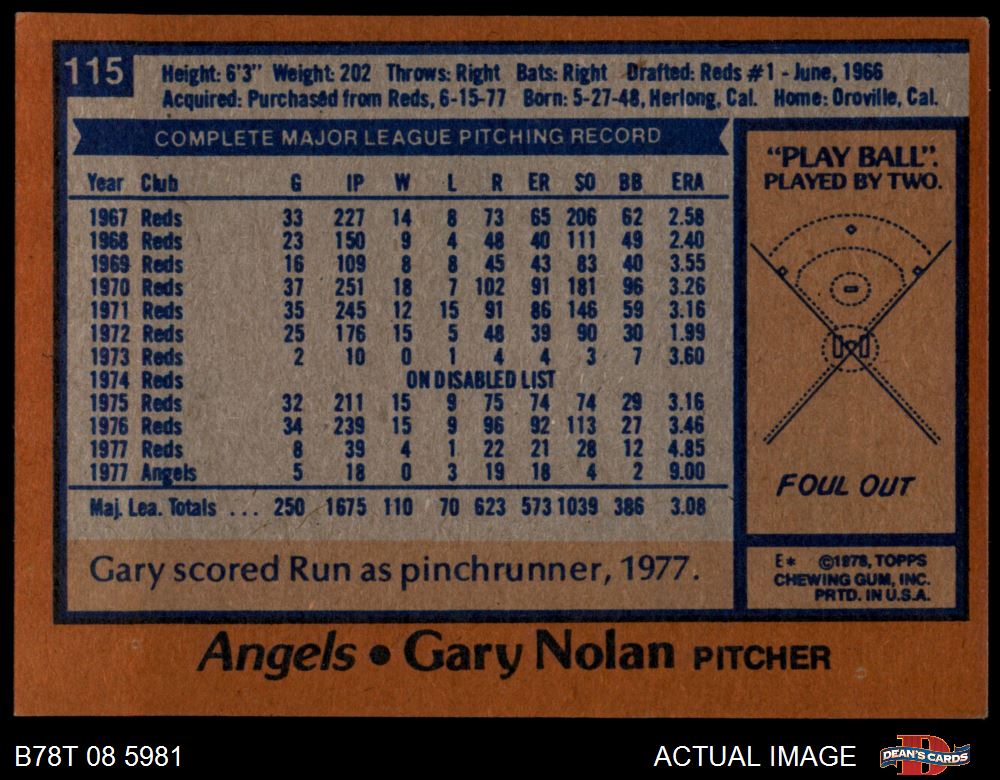 115
Height: 6'3" Weight: 202 Throws: Right Bats: Right Drafted: Reds #1 - June, 1966
Acquired: Purchased from Reds, 6-15-77 Born: 5-27-48, Herlong, Cal. Home: Oroville, Cal.
COMPLETE MAJOR LEAGUE PITCHING RECORD
Year Club G IP W L R ER SO BB ERA
1967 Reds 33 227 14 8 73 65 206 62 2.58
1968 Reds 23 150 9 4 48 40 111 49 2.40
1969 Reds 16 109 8 8 45 43 83 40 3.55
1970 Reds 37 251 18 7 102 91 181 96 3.26
1971 Reds 35 245 12 15 91 86 146 59 3.16
1972 Reds 25 176 15 5 48 39 90 30 1.99
1973 Reds 2 10 0 1 4 4 3 7 3.60
1974 Reds ON DISABLED LIST
1975 Reds 32 211 15 9 75 74 74 29 3.16
1976 Reds 34 239 15 9 96 92 113 27 3.46
1977 Reds 8 39 4 1 22 21 28 12 4.85
1977 Angels 5 18 0 3 19 18 4 2 9.00
Maj. Lea. Totals ... 250 1675 110 70 623 573 1039 386 3.08
Gary scored Run as pinchrunner, 1977.
"PLAY BALL".
PLAYED BY TWO.
FOUL OUT
E* ©1978, TOPPS
CHEWING GUM, INC.
PRTD. IN U.S.A.
Angels • Gary Nolan PITCHER
B78T 08 5981
ACTUAL IMAGE
D
DEAN'S CARDS